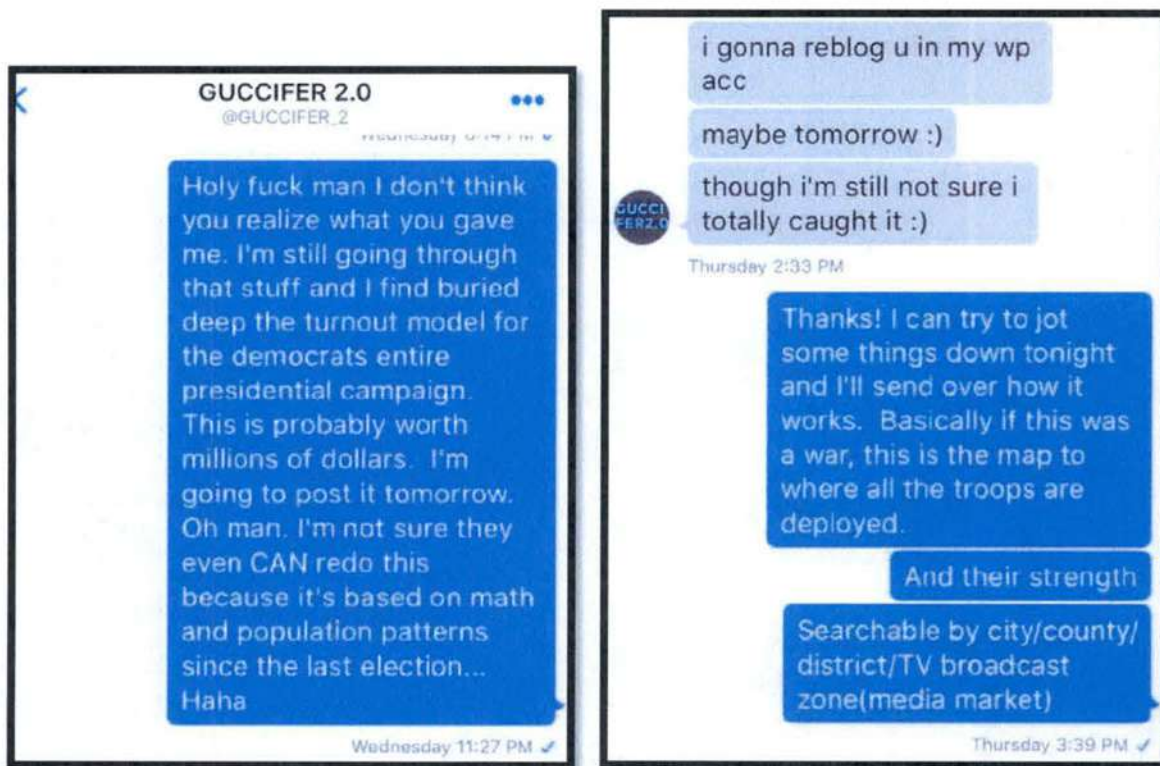 GUCCIFER 2.0
@GUCCIFER_2
Holy fuck man I don't think
you realize what you gave
me. I'm still going through
that stuff and I find buried
deep the turnout model for
the democrats entire
presidential campaign.
This is probably worth
millions of dollars.  I'm
going to post it tomorrow.
Oh man. I'm not sure they
even CAN redo this
because it's based on math
and population patterns
since the last election...
Haha
Wednesday 11:27 PM
i gonna reblog u in my wp
acc
maybe tomorrow :)
though i'm still not sure i
totally caught it :)
GUCCI
FER2.0
Thursday 2:33 PM
Thanks! I can try to jot
some things down tonight
and I'll send over how it
works.  Basically if this was
a war, this is the map to
where all the troops are
deployed.
And their strength
Searchable by city/county/
district/TV broadcast
zone(media market)
Thursday 3:39 PM